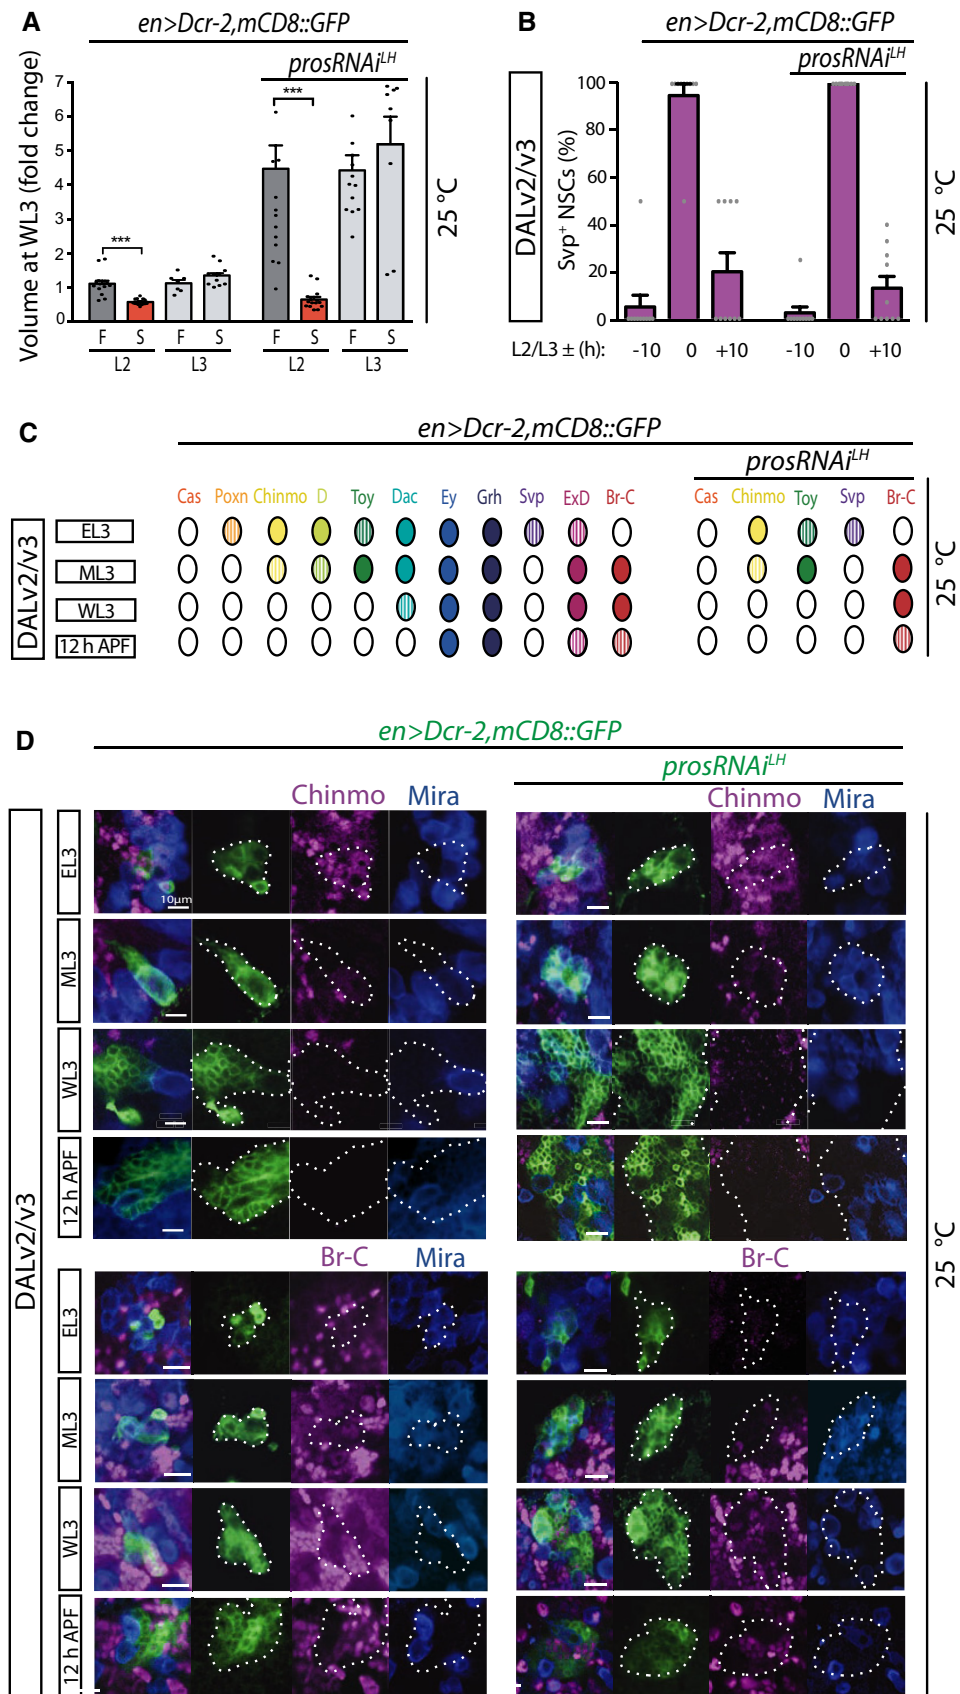 A
en>Dcr-2,mCD8::GFP
prosRNAi^LH
Volume at WL3 (fold change)
7
6
5
4
3
2
1
0
***
***
F S F S F S F S
L2 L3 L2 L3
25 °C
B
en>Dcr-2,mCD8::GFP
prosRNAi^LH
DALv2/v3
Svp⁺ NSCs (%)
100
80
60
40
20
0
L2/L3 ± (h): -10 0 +10 -10 0 +10
25 °C
C
en>Dcr-2,mCD8::GFP
prosRNAi^LH
Cas Poxn Chinmo D Toy Dac Ey Grh Svp ExD Br-C Cas Chinmo Toy Svp Br-C
DALv2/v3
EL3
ML3
WL3
12 h APF
25 °C
D
en>Dcr-2,mCD8::GFP
prosRNAi^LH
Chinmo Mira Chinmo Mira
DALv2/v3
EL3
10μm
ML3
WL3
12 h APF
Br-C Mira Br-C
EL3
ML3
WL3
12 h APF
25 °C